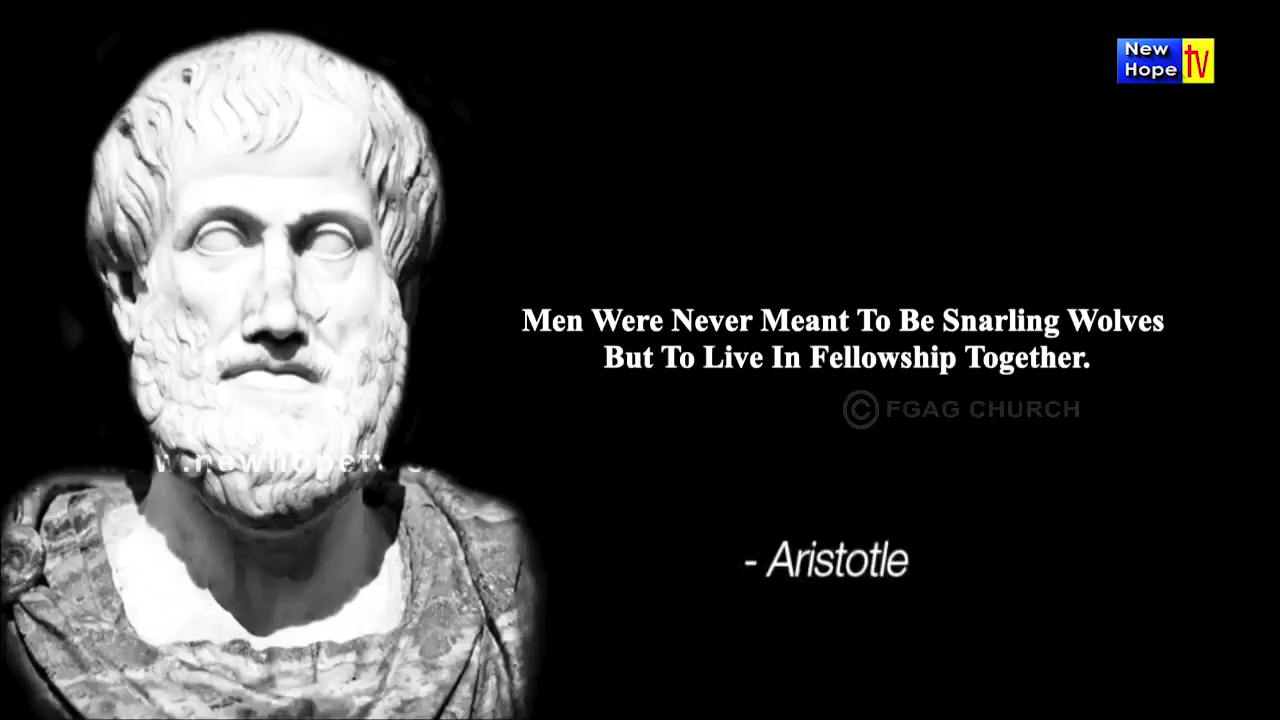 New
Hope
tv
Men Were Never Meant To Be Snarling Wolves
But To Live In Fellowship Together.
© FGAG CHURCH
w.newhopetv
- Aristotle